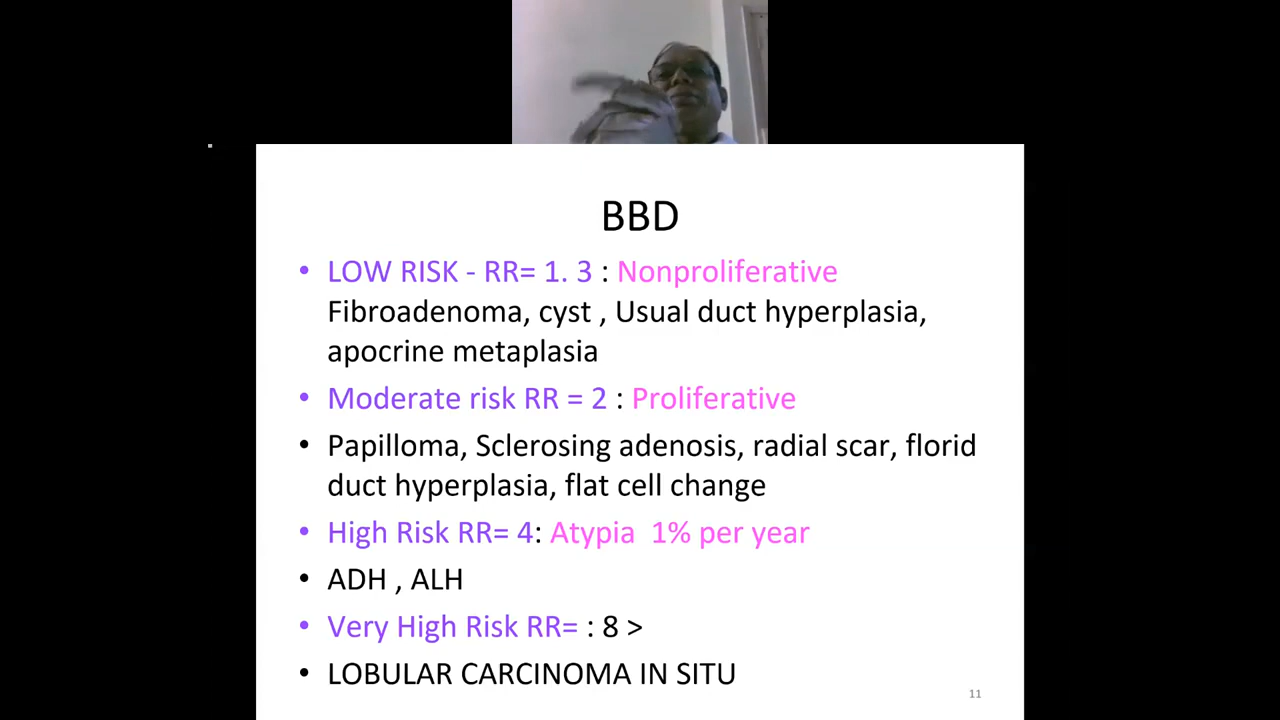 BBD
• LOW RISK - RR= 1. 3 : Nonproliferative
Fibroadenoma, cyst , Usual duct hyperplasia,
apocrine metaplasia
• Moderate risk RR = 2 : Proliferative
• Papilloma, Sclerosing adenosis, radial scar, florid
duct hyperplasia, flat cell change
• High Risk RR= 4: Atypia  1% per year
• ADH , ALH
• Very High Risk RR= : 8 >
• LOBULAR CARCINOMA IN SITU
11